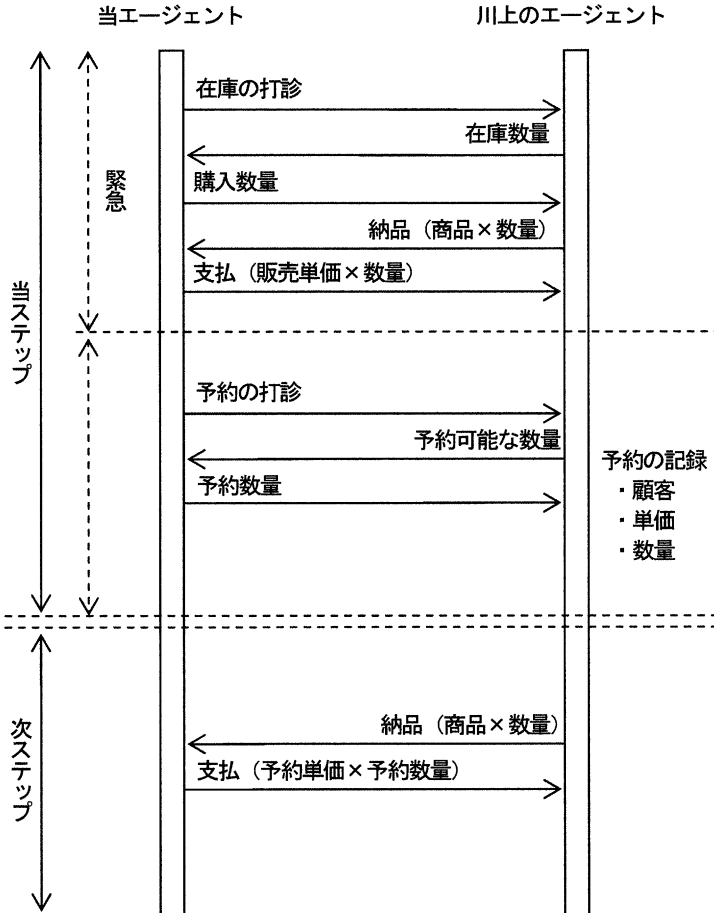 当エージェント
川上のエージェント
在庫の打診
在庫数量
緊急
購入数量
納品（商品×数量）
支払（販売単価×数量）
当ステップ
予約の打診
予約可能な数量
予約数量
予約の記録
・顧客
・単価
・数量
次ステップ
納品（商品×数量）
支払（予約単価×予約数量）